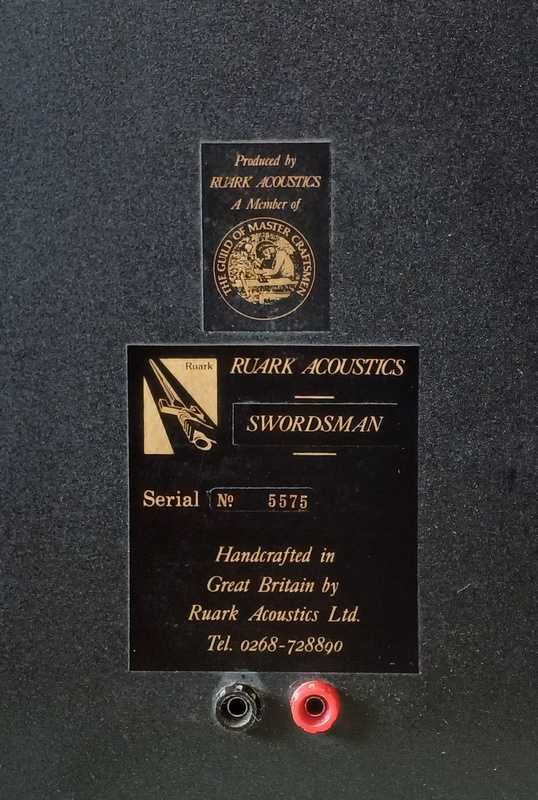 Produced by
RUARK ACOUSTICS
A Member of
THE GUILD OF MASTER CRAFTSMEN
Ruark
RUARK ACOUSTICS
SWORDSMAN
Serial Nº 5575
Handcrafted in
Great Britain by
Ruark Acoustics Ltd.
Tel. 0268-728890